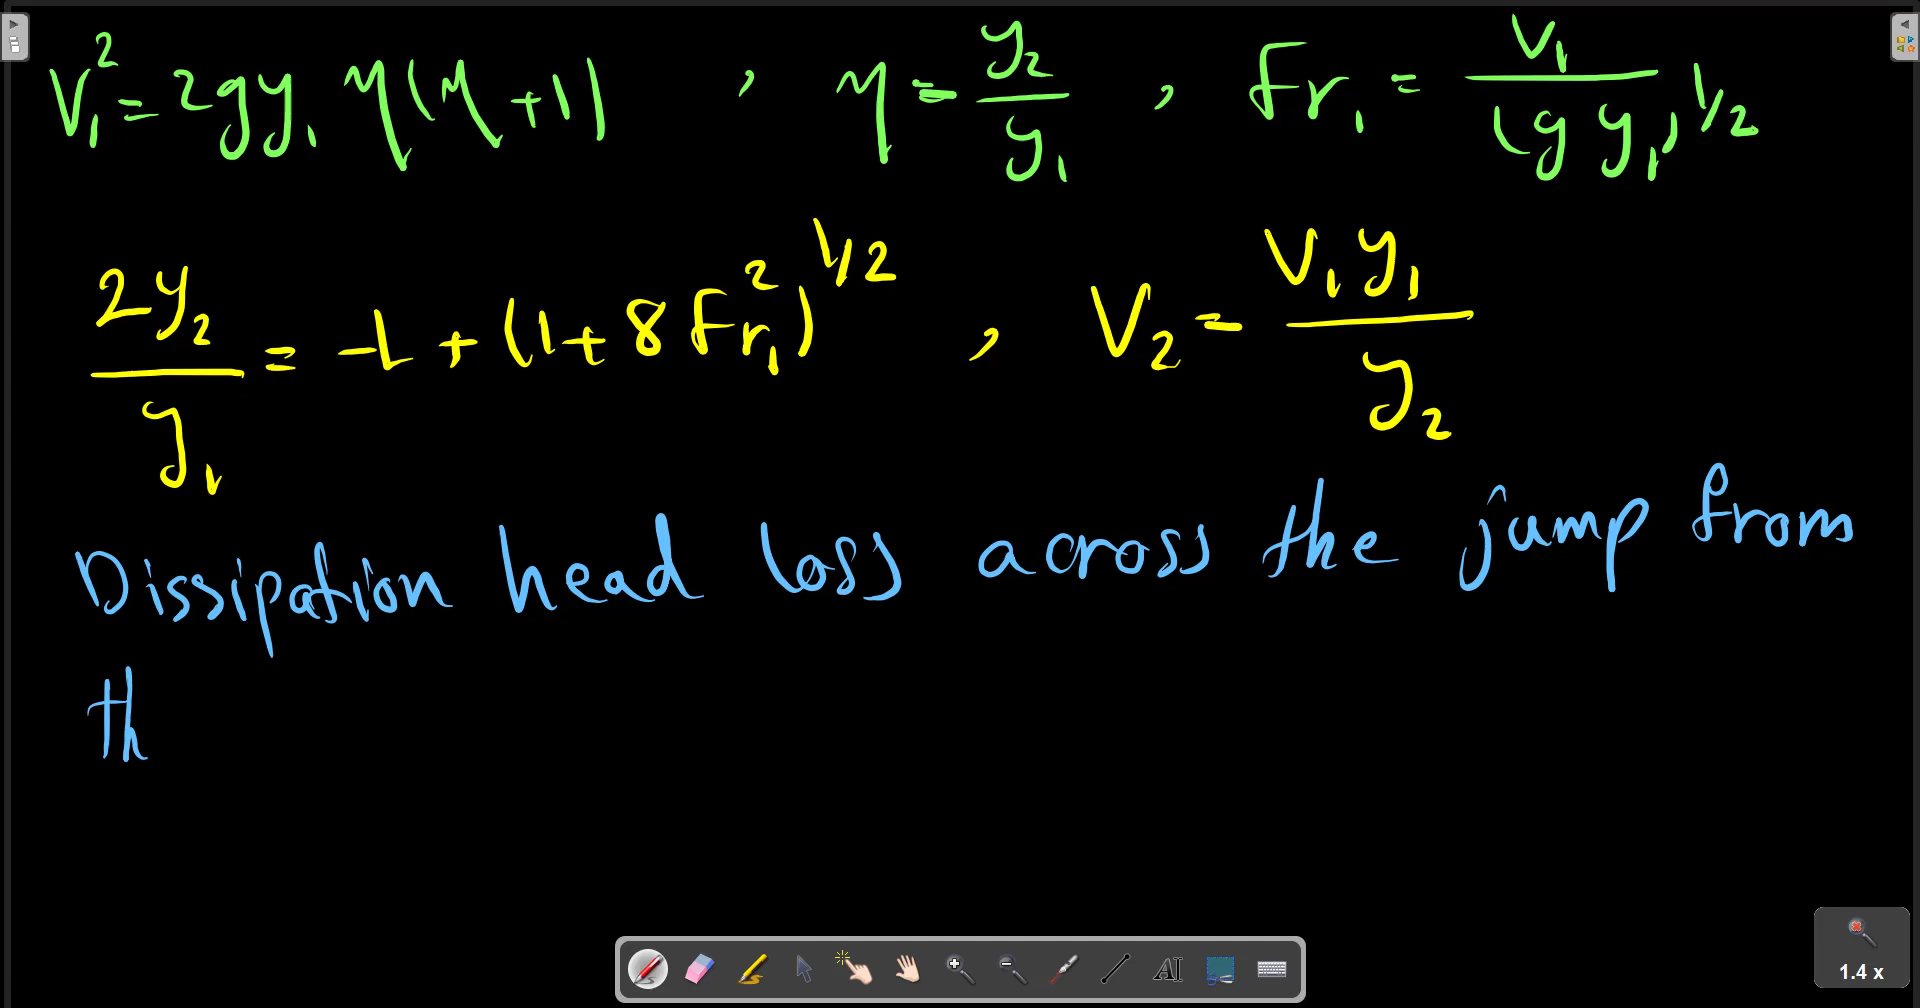 V₁² = 2gy₁ η(η+1) , η = y₂/y₁ , Fr₁ = V₁/(g y₁)^1/2
2y₂/y₁ = -1 + (1+8Fr₁²)^1/2 , V₂ = V₁y₁/y₂
Dissipation head loss across the jump from
th
AI
1.4 x